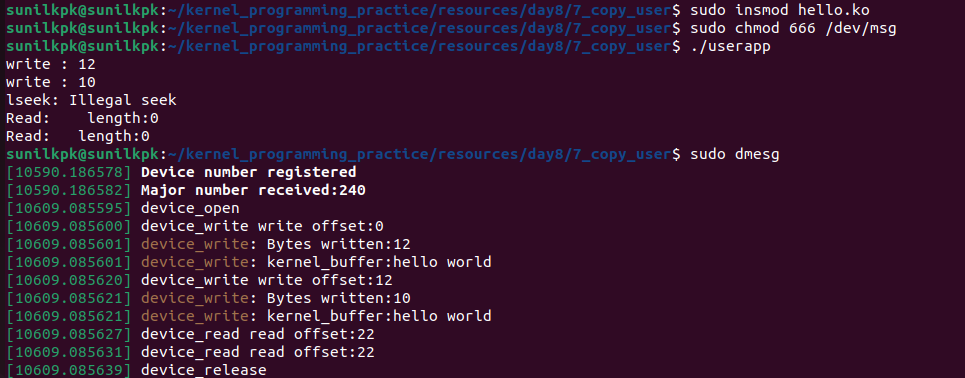 sunilkpk@sunilkpk:~/kernel_programming_practice/resources/day8/7_copy_user$ sudo insmod hello.ko
sunilkpk@sunilkpk:~/kernel_programming_practice/resources/day8/7_copy_user$ sudo chmod 666 /dev/msg
sunilkpk@sunilkpk:~/kernel_programming_practice/resources/day8/7_copy_user$ ./userapp
write : 12
write : 10
lseek: Illegal seek
Read:    length:0
Read:   length:0
sunilkpk@sunilkpk:~/kernel_programming_practice/resources/day8/7_copy_user$ sudo dmesg
[10590.186578] Device number registered
[10590.186582] Major number received:240
[10609.085595] device_open
[10609.085600] device_write write offset:0
[10609.085601] device_write: Bytes written:12
[10609.085601] device_write: kernel_buffer:hello world
[10609.085620] device_write write offset:12
[10609.085621] device_write: Bytes written:10
[10609.085621] device_write: kernel_buffer:hello world
[10609.085627] device_read read offset:22
[10609.085631] device_read read offset:22
[10609.085639] device_release